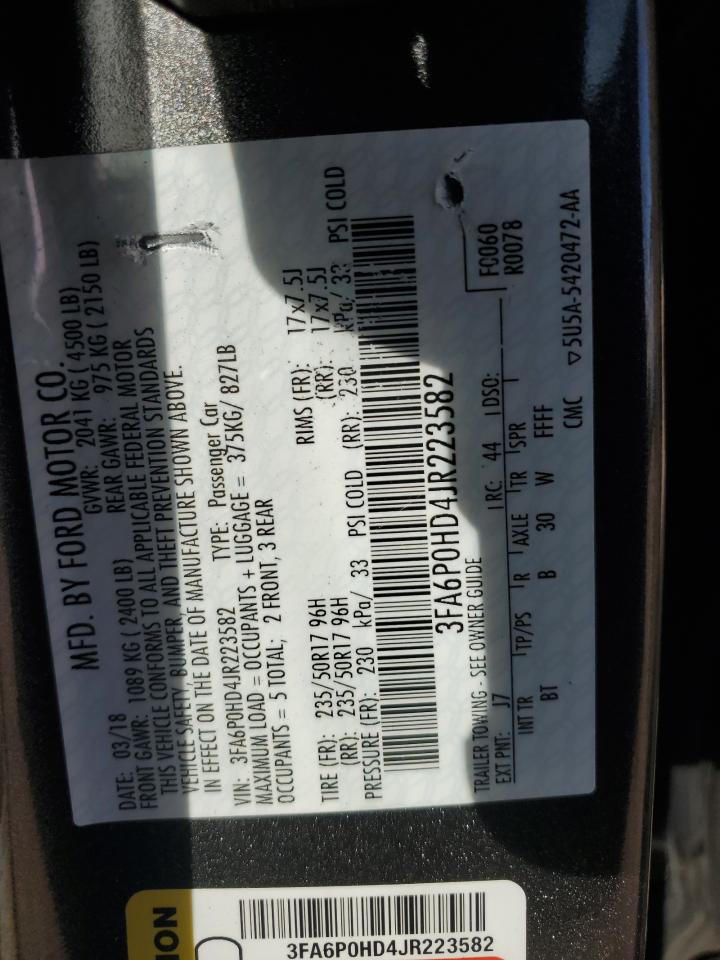 MFD. BY FORD MOTOR CO.
DATE: 03/18 GVWR: 2041 KG ( 4500 LB)
FRONT GAWR: 1089 KG ( 2400 LB) REAR GAWR: 975 KG ( 2150 LB)
THIS VEHICLE CONFORMS TO ALL APPLICABLE FEDERAL MOTOR
VEHICLE SAFETY, BUMPER, AND THEFT PREVENTION STANDARDS
IN EFFECT ON THE DATE OF MANUFACTURE SHOWN ABOVE.
VIN: 3FA6P0HD4JR223582 TYPE: Passenger Car
MAXIMUM LOAD = OCCUPANTS + LUGGAGE = 375KG/ 827LB
OCCUPANTS = 5 TOTAL; 2 FRONT, 3 REAR
TIRE (FR): 235/50R17 96H RIMS (FR): 17x7.5J
(RR): 235/50R17 96H (RR): 17x7.5J
PRESSURE (FR): 230 kPa/ 33 PSI COLD (RR): 230 kPa/ 33 PSI COLD
3FA6P0HD4JR223582
TRAILER TOWING - SEE OWNER GUIDE
EXT PNT: J7 RC: 44 DSO: FC060
R0078
INT TR TP/PS R AXLE TR SPR
BT B 30 W FFFF
CMC ▽5U5A-5420472-AA
3FA6P0HD4JR223582